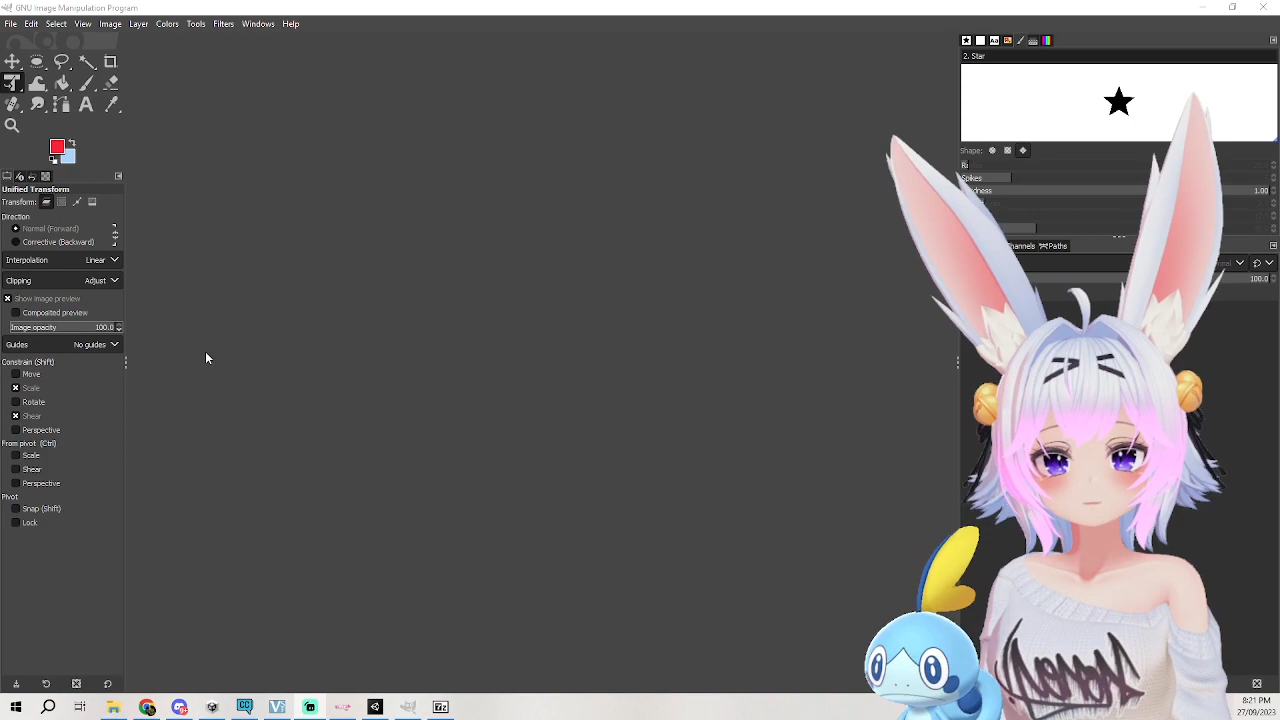 GNU Image Manipulation Program
File Edit Select View Image Layer Colors Tools Filters Windows Help
2. Star
Shape:
Spikes
1.00
Unified Transform
Transform:
Direction
Normal (Forward)
Corrective (Backward)
Paths
Interpolation Linear
Clipping Adjust
100.0
Show image preview
Composited preview
Image opacity 100.0
Guides No guides
Constrain (Shift)
Move
Scale
Rotate
Shear
Perspective
From pivot (Ctrl)
Scale
Shear
Perspective
Pivot
Snap (Shift)
Lock
8:21 PM
27/09/2023